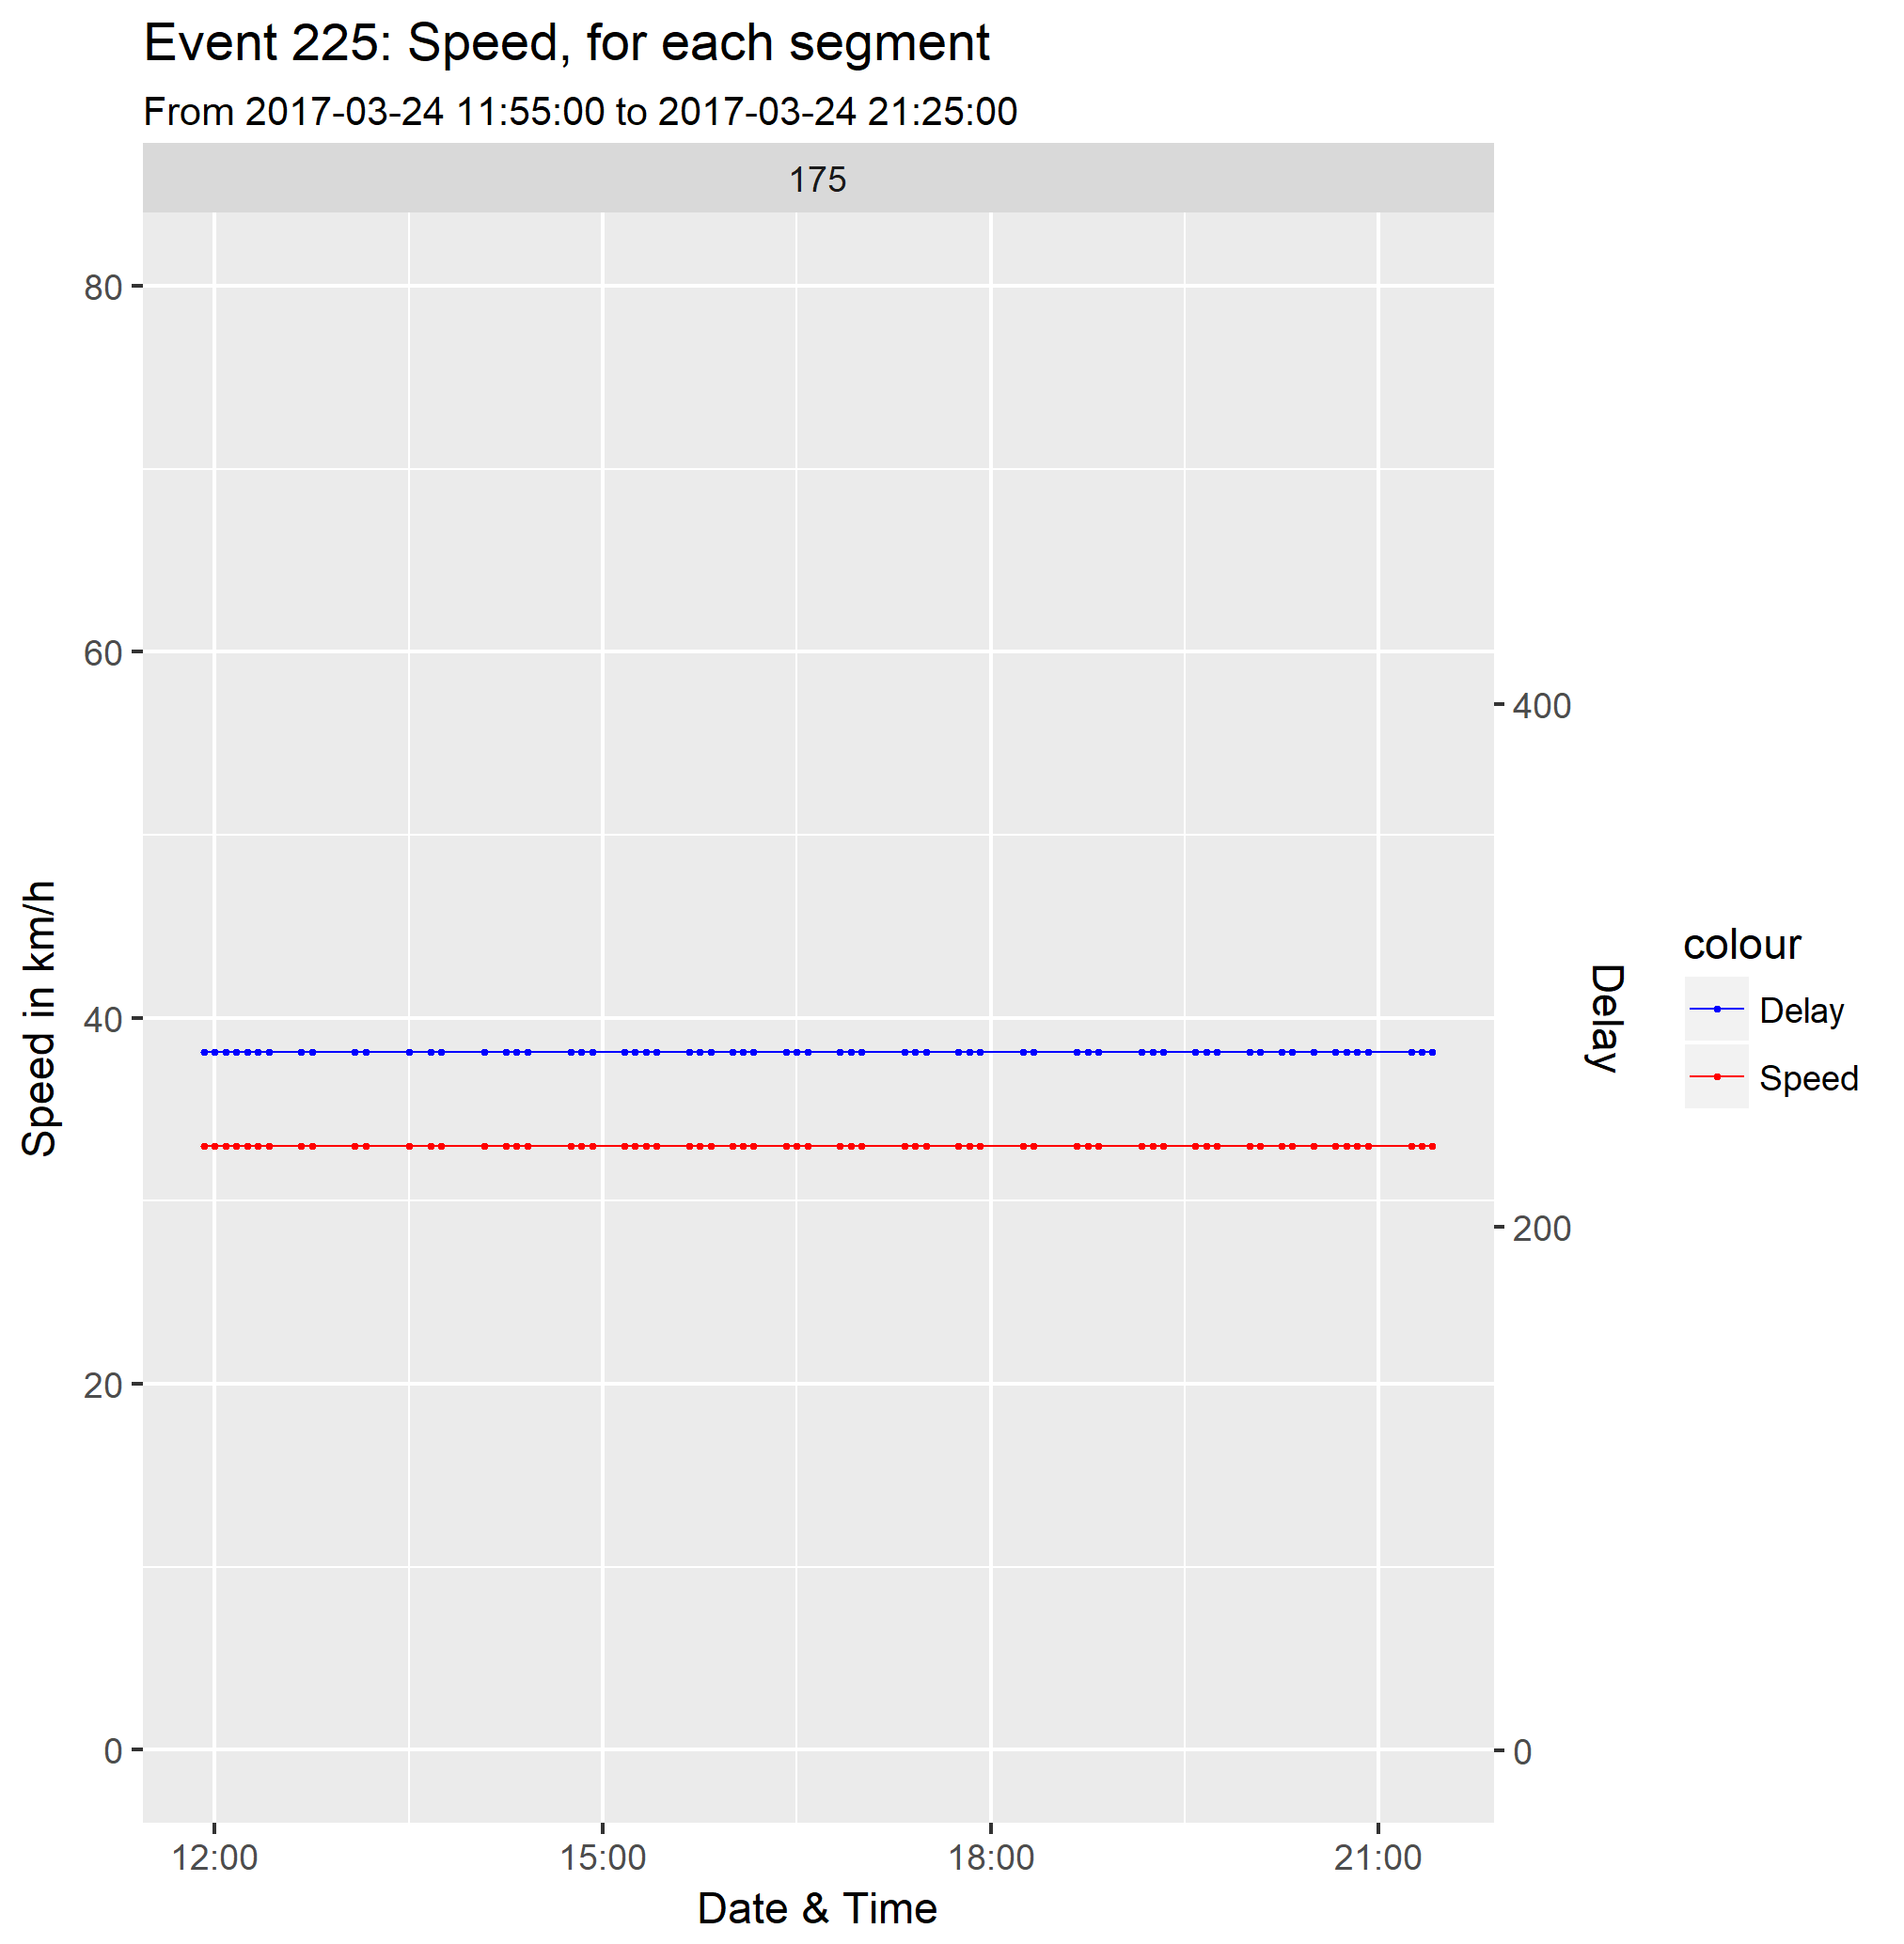 Event 225: Speed, for each segment
From 2017-03-24 11:55:00 to 2017-03-24 21:25:00
175
80
60
40
20
0
Speed in km/h
400
200
0
Delay
colour
Delay
Speed
12:00
15:00
18:00
21:00
Date & Time